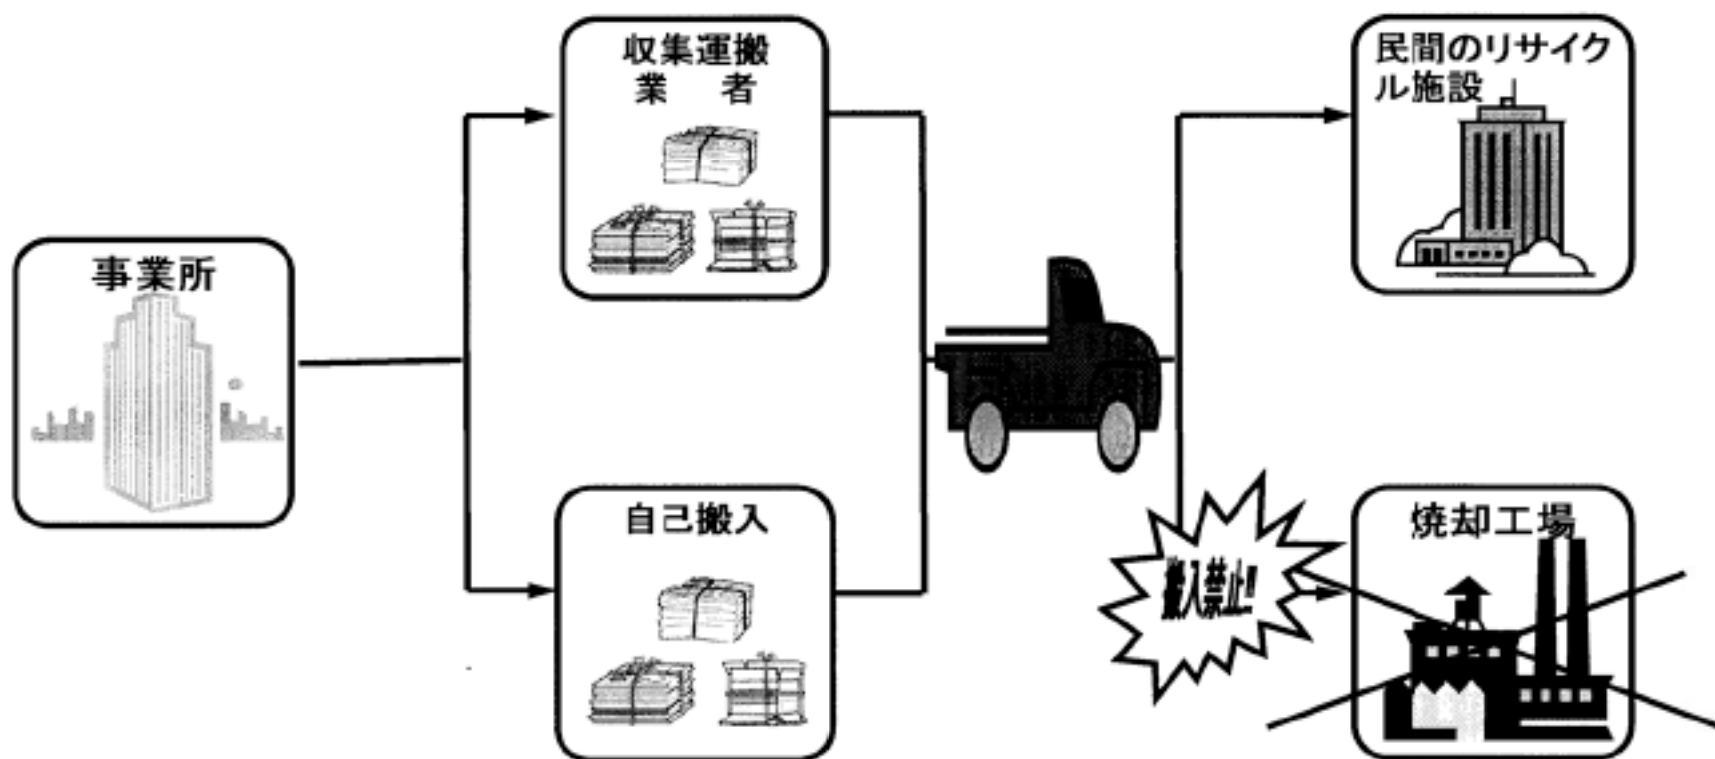 事業所
収集運搬
業　者
自己搬入
民間のリサイク
ル施設
搬入禁止!!
焼却工場